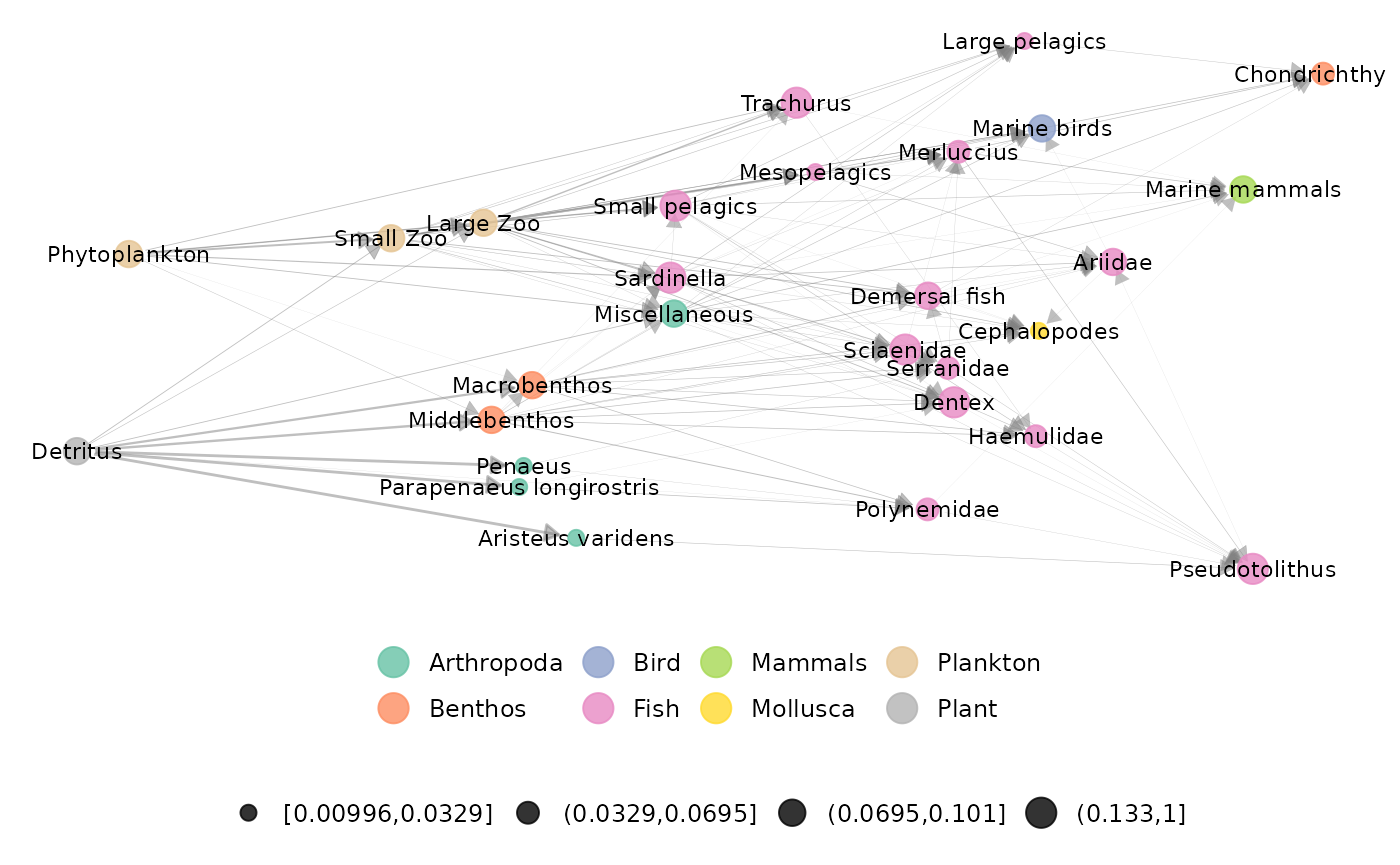 Large pelagics
Chondrichthy
Trachurus
Marine birds
Merluccius
Mesopelagics
Marine mammals
Small pelagics
Large Zoo
Small Zoo
Phytoplankton
Ariidae
Sardinella
Demersal fish
Miscellaneous
Cephalopodes
Sciaenidae
Serranidae
Macrobenthos
Dentex
Middlebenthos
Haemulidae
Detritus
Penaeus
Parapenaeus longirostris
Polynemidae
Aristeus varidens
Pseudotolithus
Arthropoda Bird Mammals Plankton
Benthos Fish Mollusca Plant
[0.00996,0.0329] (0.0329,0.0695] (0.0695,0.101] (0.133,1]